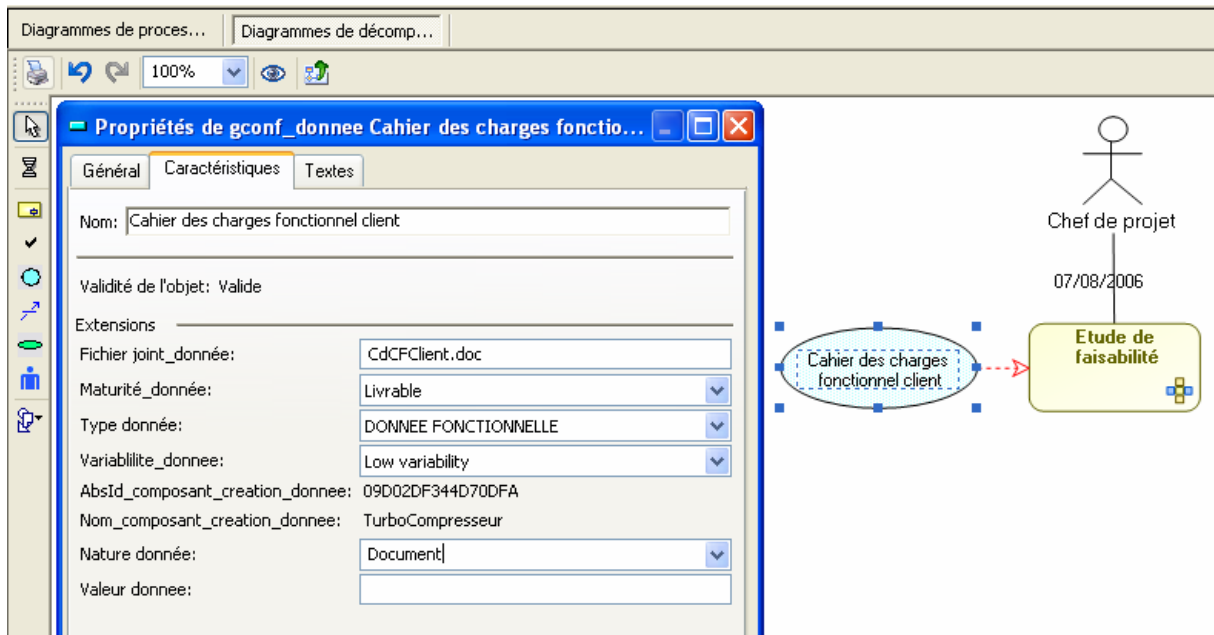 Diagrammes de proces... Diagrammes de décomp...
100%
Propriétés de gconf_donnee Cahier des charges fonctio...
Général Caractéristiques Textes
Nom: Cahier des charges fonctionnel client
Validité de l'objet: Valide
Extensions
Fichier joint_donnée: CdCFClient.doc
Maturité_donnée: Livrable
Type donnée: DONNEE FONCTIONNELLE
Variablilite_donnee: Low variability
AbsId_composant_creation_donnee: 09D02DF344D70DFA
Nom_composant_creation_donnee: TurboCompresseur
Nature donnée: Document
Valeur donnee:
Chef de projet
07/08/2006
Cahier des charges
fonctionnel client
Etude de
faisabilité